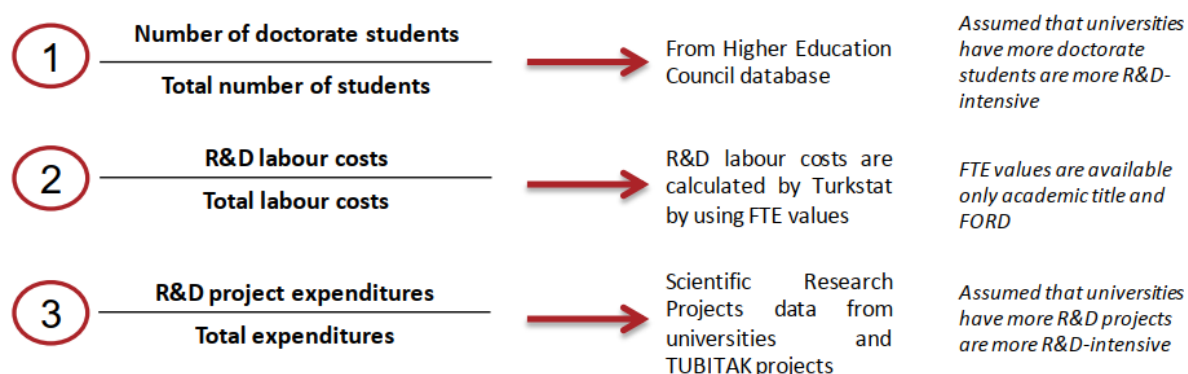 1
Number of doctorate students
Total number of students
From Higher Education
Council database
Assumed that universities
have more doctorate
students are more R&D-
intensive
2
R&D labour costs
Total labour costs
R&D labour costs are
calculated by Turkstat
by using FTE values
FTE values are available
only academic title and
FORD
3
R&D project expenditures
Total expenditures
Scientific Research
Projects data from
universities and
TUBITAK projects
Assumed that universities
have more R&D projects
are more R&D-intensive